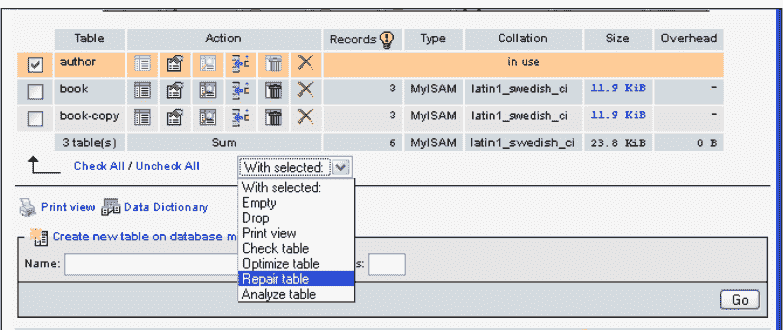 Table Action Records Type Collation Size Overhead
author in use
book 3 MyISAM latin1_swedish_ci 11.9 KiB -
book-copy 3 MyISAM latin1_swedish_ci 11.9 KiB -
3 table(s) Sum 6 MyISAM latin1_swedish_ci 23.8 KiB 0 B
Check All / Uncheck All With selected:
With selected:
Empty
Drop
Print view
Check table
Optimize table
Repair table
Analyze table
Print view Data Dictionary
Create new table on database m
Name: s:
Go